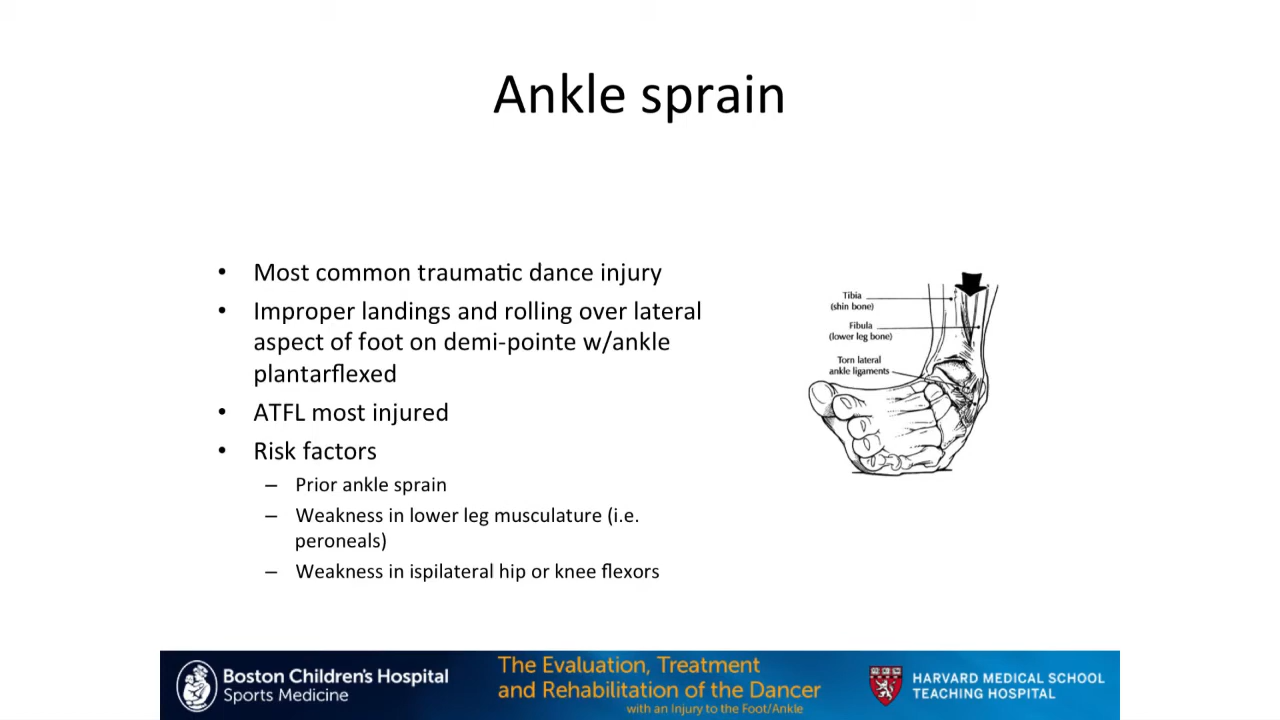 Ankle sprain
• Most common traumatic dance injury
• Improper landings and rolling over lateral
aspect of foot on demi-pointe w/ankle
plantarflexed
• ATFL most injured
• Risk factors
– Prior ankle sprain
– Weakness in lower leg musculature (i.e.
peroneals)
– Weakness in ispilateral hip or knee flexors
Tibia
(shin bone)
Fibula
(lower leg bone)
Torn lateral
ankle ligaments
Boston Children's Hospital
Sports Medicine
The Evaluation, Treatment
and Rehabilitation of the Dancer
with an Injury to the Foot/Ankle
HARVARD MEDICAL SCHOOL
TEACHING HOSPITAL